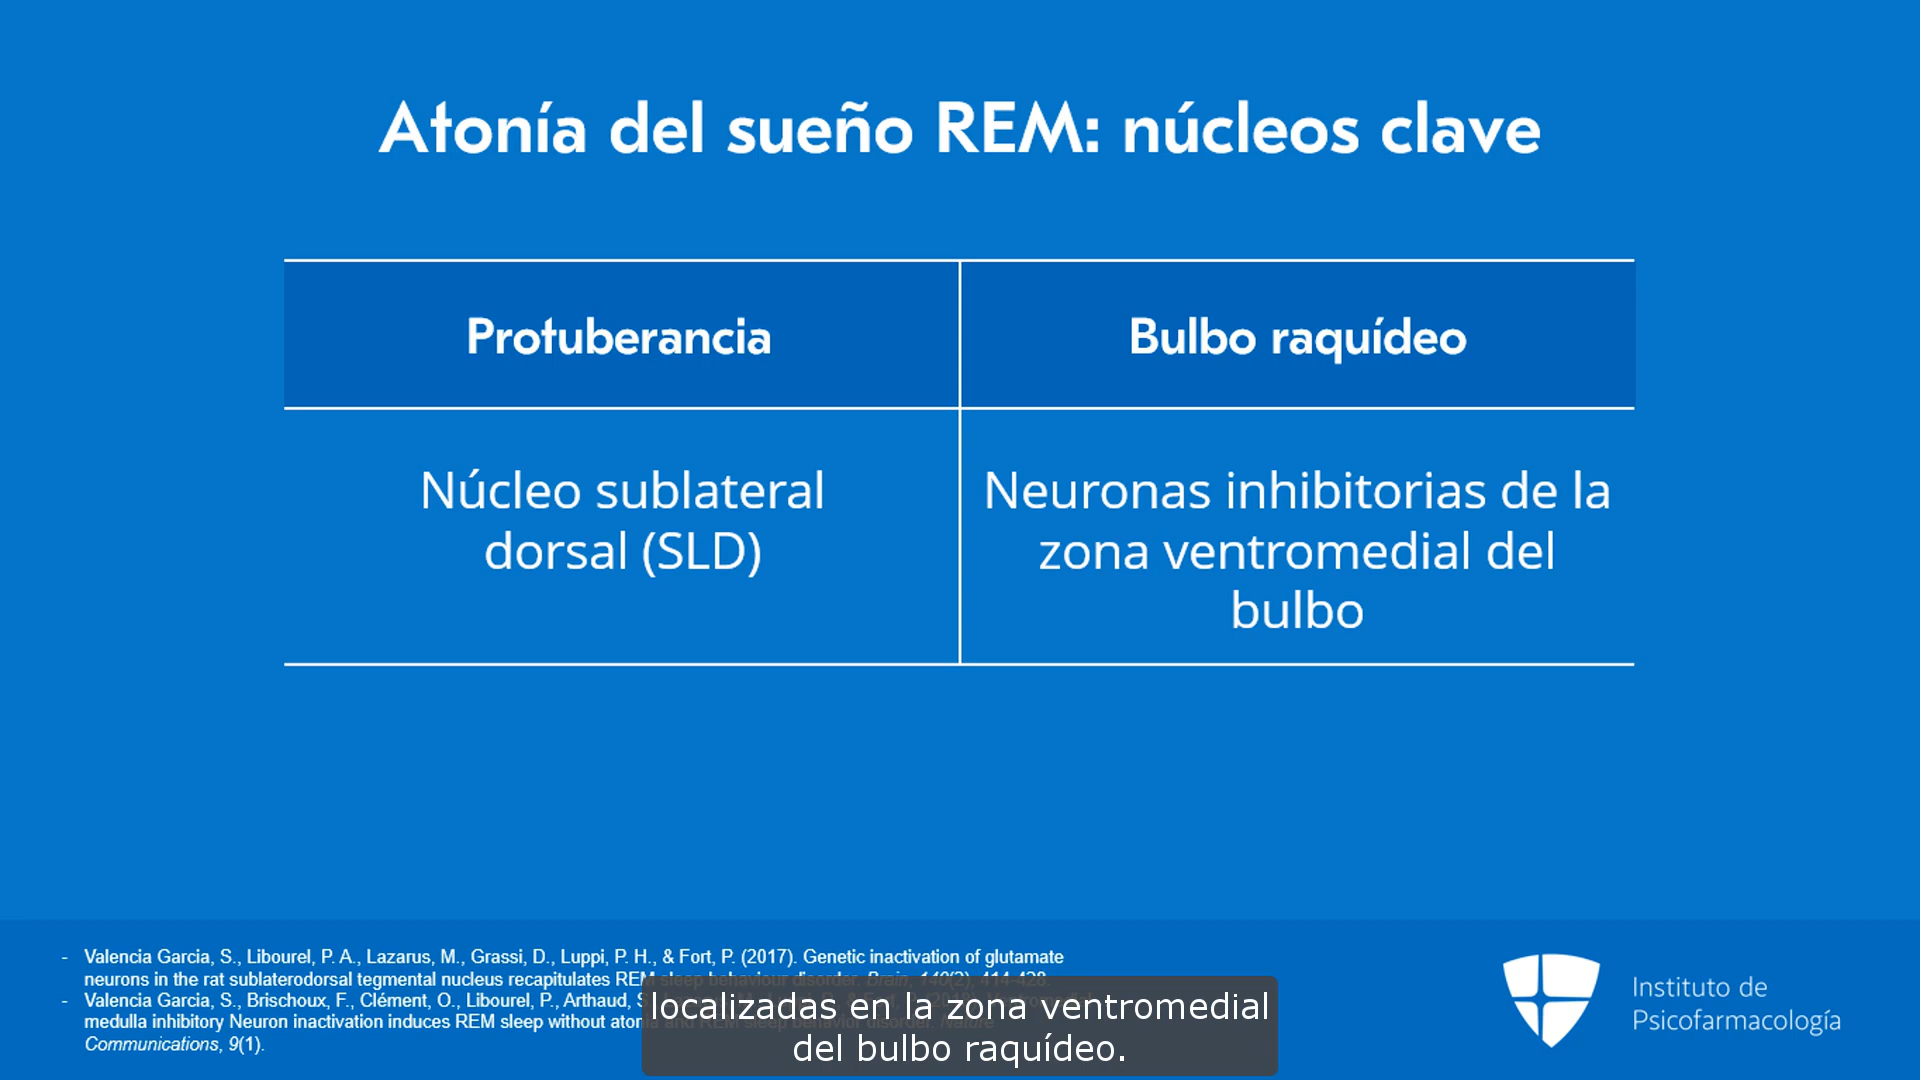 Atonía del sueño REM: núcleos clave
Protuberancia
Bulbo raquídeo
Núcleo sublateral
dorsal (SLD)
Neuronas inhibitorias de la
zona ventromedial del
bulbo
- Valencia Garcia, S., Libourel, P. A., Lazarus, M., Grassi, D., Luppi, P. H., & Fort, P. (2017). Genetic inactivation of glutamate
neurons in the rat sublaterodorsal tegmental nucleus recapitulates REM sleep behaviour disorder. Brain, 140(2), 414-428.
- Valencia Garcia, S., Brischoux, F., Clément, O., Libourel, P., Arthaud, S.
medulla inhibitory Neuron inactivation induces REM sleep without atonia and REM sleep behavior disorder. Nature
Communications, 9(1).
localizadas en la zona ventromedial
del bulbo raquídeo.
Instituto de
Psicofarmacología